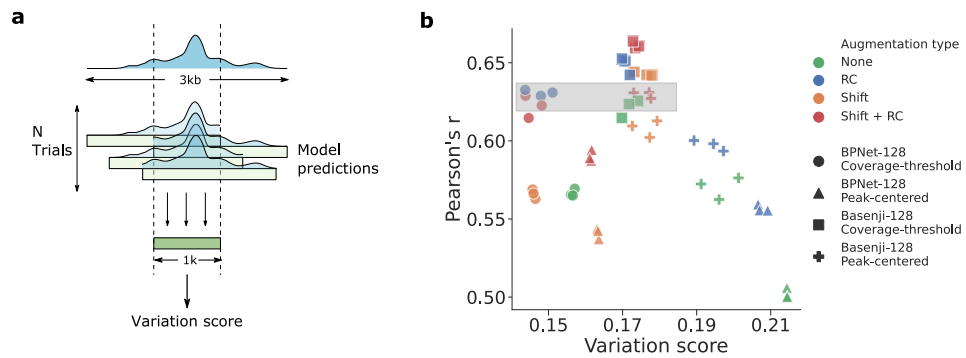 a
3kb
N
Trials
Model
predictions
1k
Variation score
b
Pearson's r
0.65
0.60
0.55
0.50
0.15
0.17
0.19
0.21
Variation score
Augmentation type
None
RC
Shift
Shift + RC
BPNet-128
Coverage-threshold
BPNet-128
Peak-centered
Basenji-128
Coverage-threshold
Basenji-128
Peak-centered